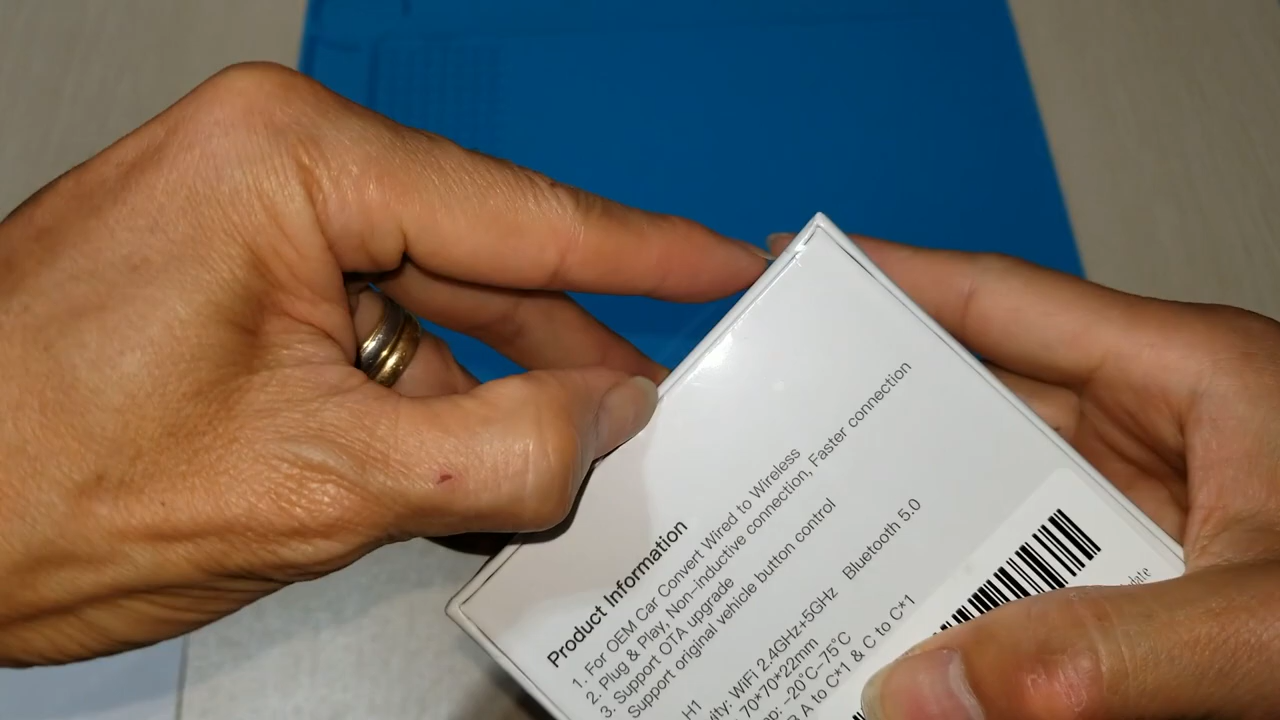 Product Information
1. For OEM Car Convert Wired to Wireless
2. Plug & Play, Non-inductive connection, Faster connection
3. Support OTA upgrade
Support original vehicle button control
H1
WiFi 2.4GHz+5GHz Bluetooth 5.0
70*70*22mm
-20°C-75°C
A to C*1 & C to C*1